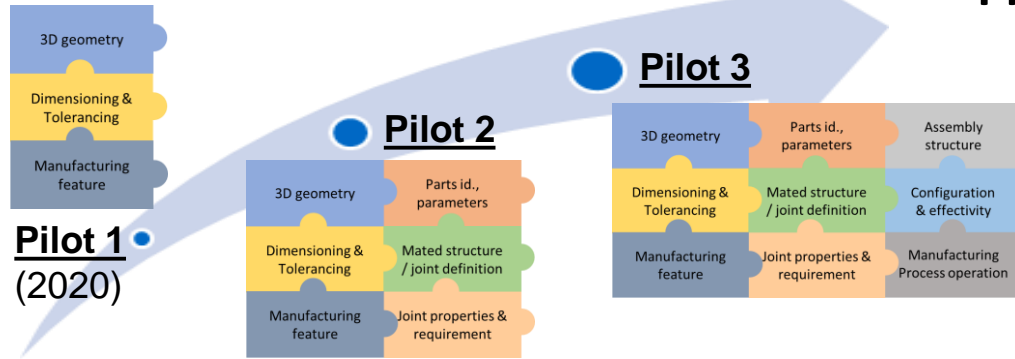 3D geometry
Dimensioning &
Tolerancing
Manufacturing
feature
Pilot 1
(2020)
Pilot 2
3D geometry
Parts id.,
parameters
Dimensioning &
Tolerancing
Mated structure
/ joint definition
Manufacturing
feature
Joint properties &
requirement
Pilot 3
3D geometry
Parts id.,
parameters
Assembly
structure
Dimensioning &
Tolerancing
Mated structure
/ joint definition
Configuration
& effectivity
Manufacturing
feature
Joint properties &
requirement
Manufacturing
Process operation